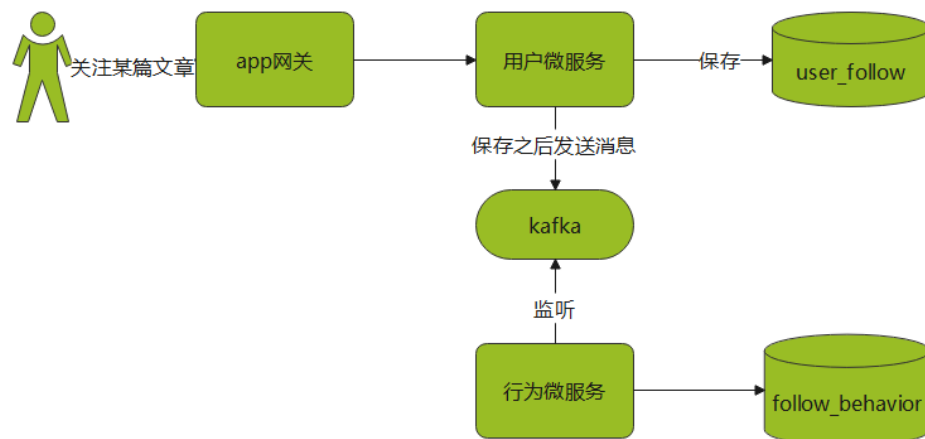 关注某篇文章
app网关
用户微服务
保存
user_follow
保存之后发送消息
kafka
监听
行为微服务
follow_behavior